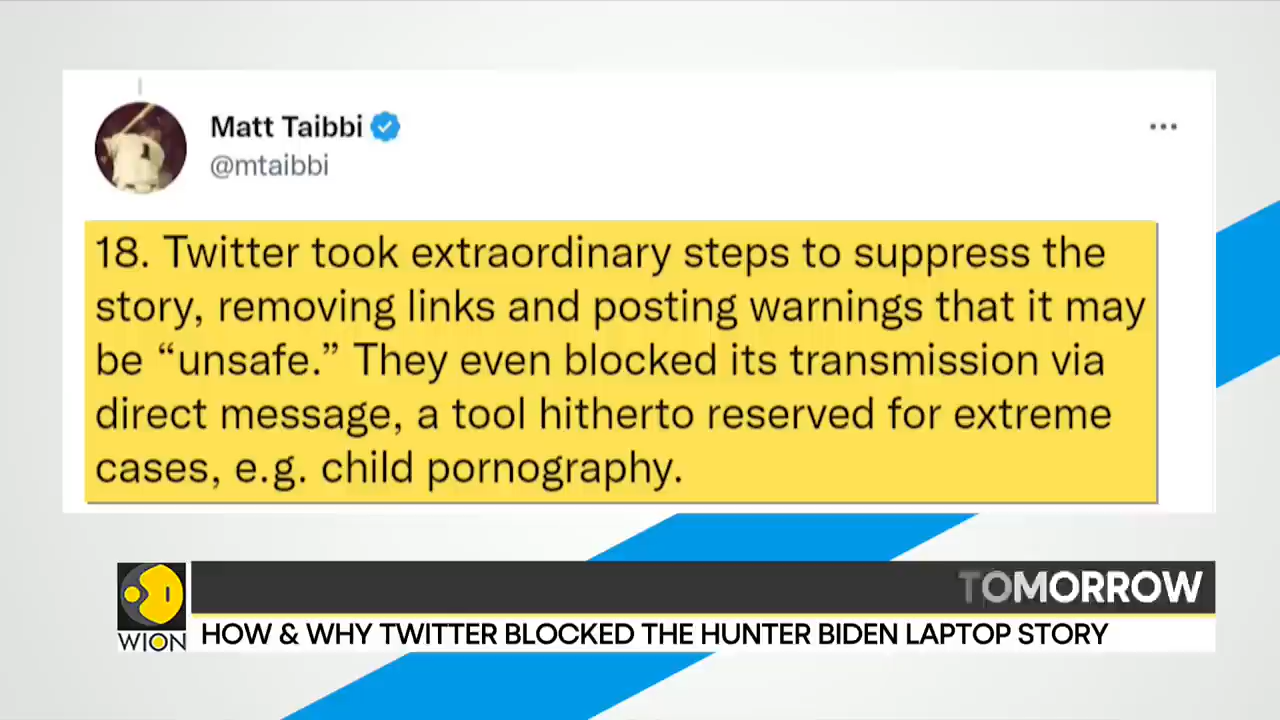 Matt Taibbi
@mtaibbi
18. Twitter took extraordinary steps to suppress the
story, removing links and posting warnings that it may
be “unsafe.” They even blocked its transmission via
direct message, a tool hitherto reserved for extreme
cases, e.g. child pornography.
TOMORROW
WION
HOW & WHY TWITTER BLOCKED THE HUNTER BIDEN LAPTOP STORY